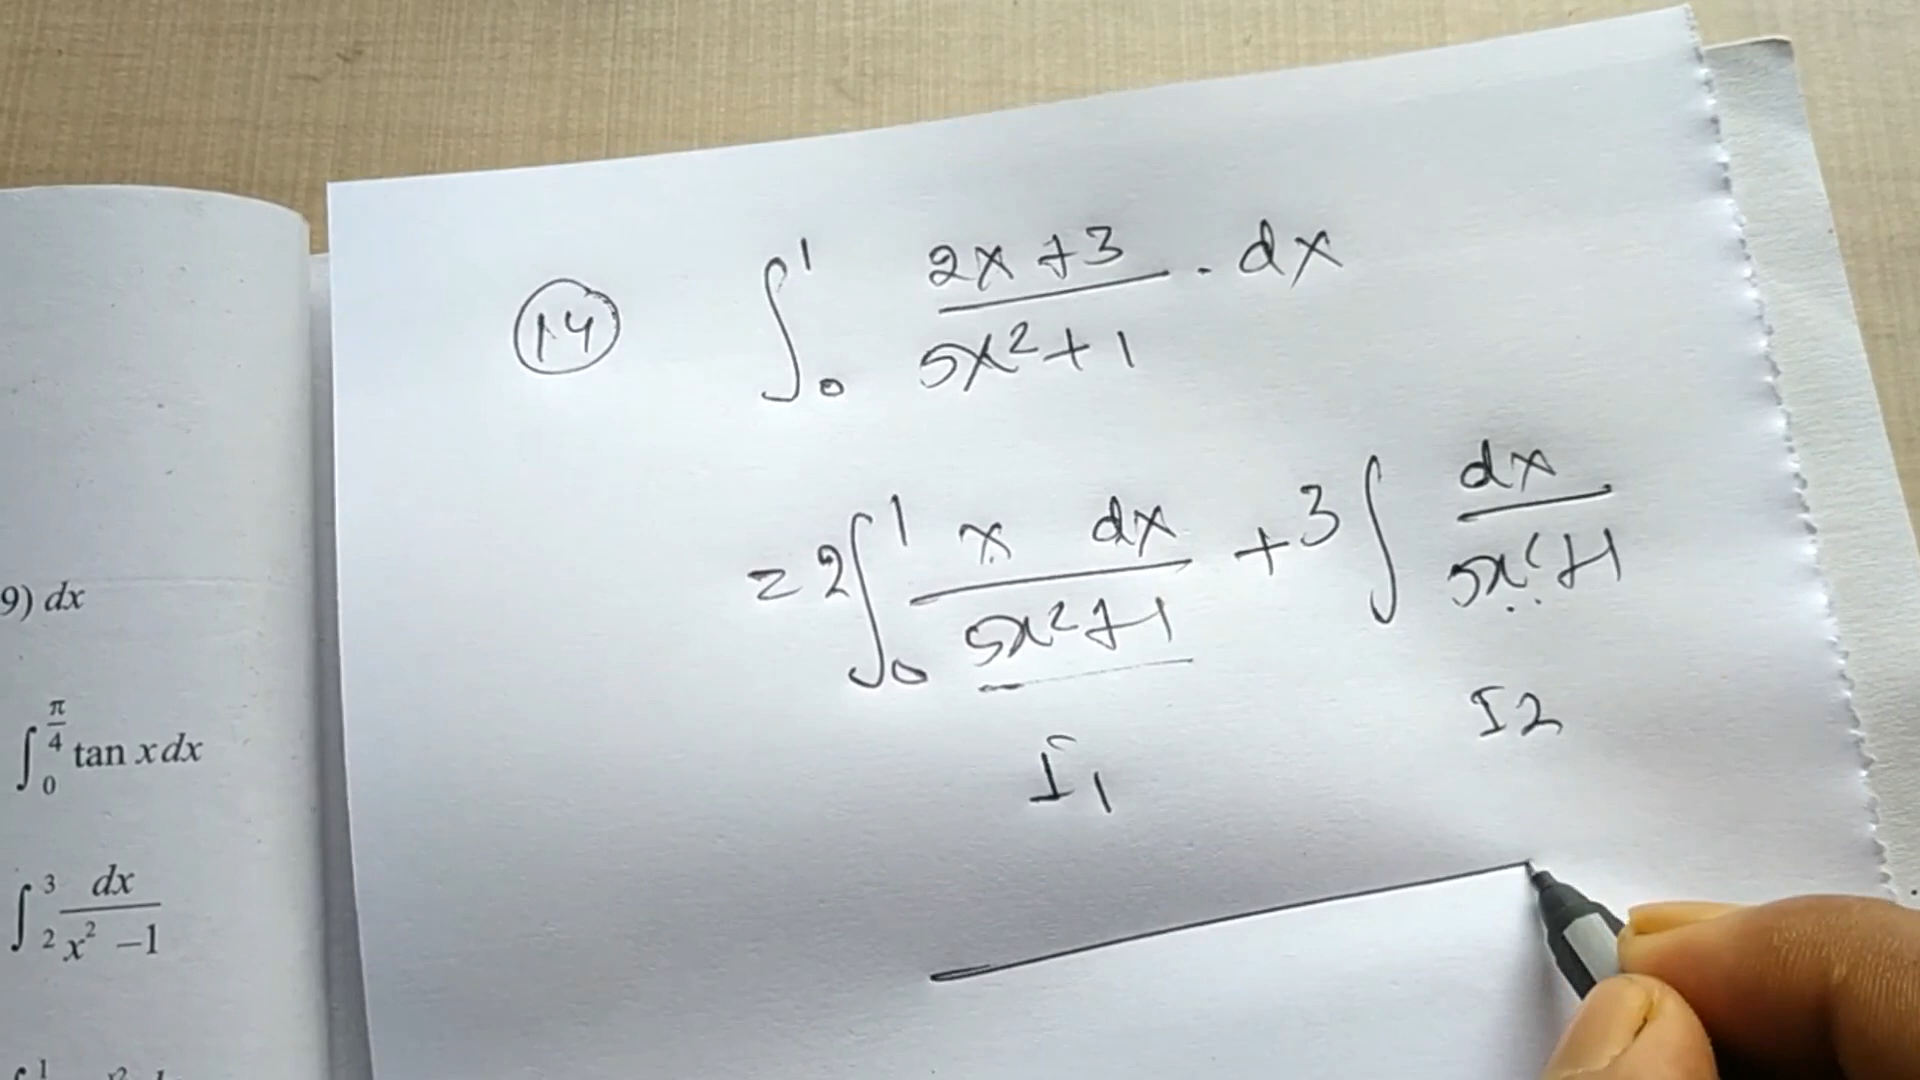 9) dx
∫₀^(π/4) tan x dx
∫₂³ dx / (x² −1)
(14) ∫₀¹ (2x + 3) / (5x² + 1) . dx
= 2 ∫₀¹ (x dx) / (5x² + 1) + 3 ∫ dx / (5x² + 1)
I₁ I2